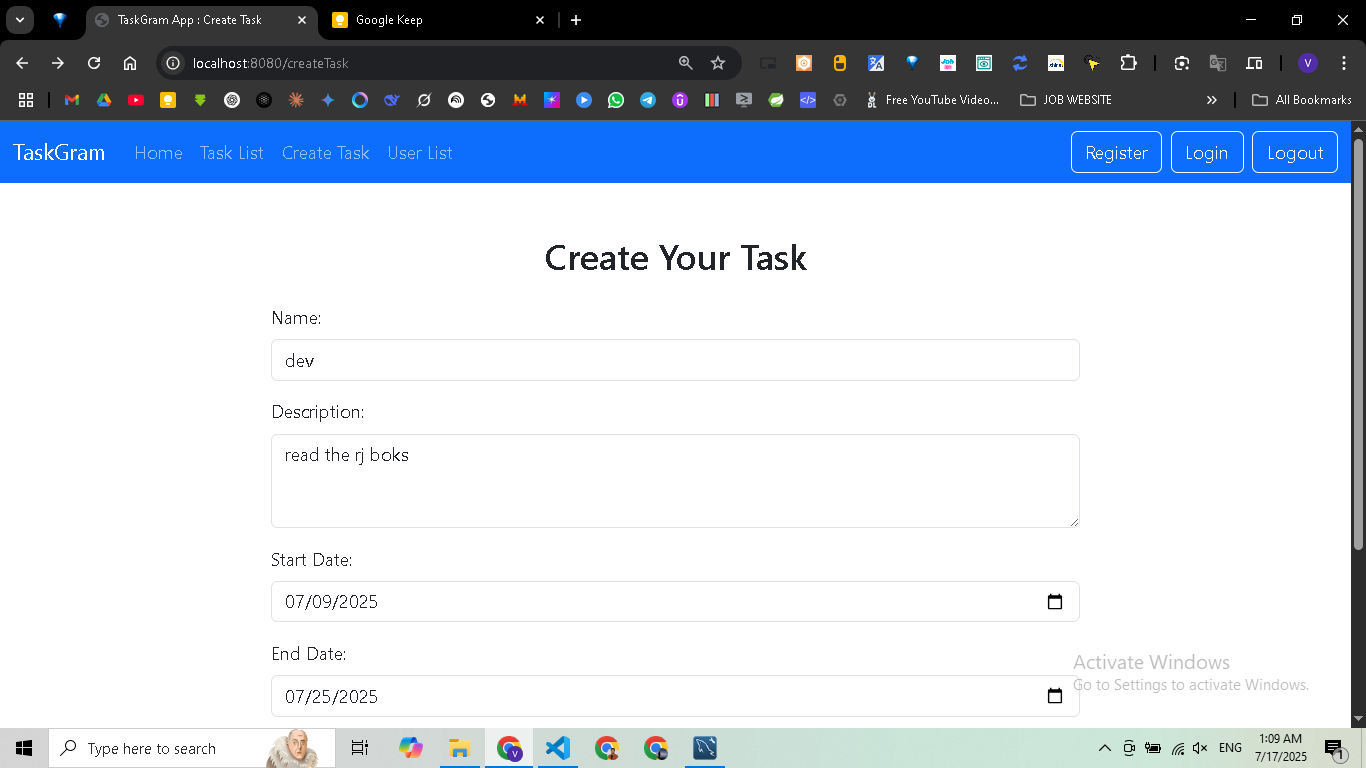 TaskGram App : Create Task
Google Keep
localhost:8080/createTask
V
Free YouTube Video...
JOB WEBSITE
All Bookmarks
TaskGram
Home
Task List
Create Task
User List
Register
Login
Logout
Create Your Task
Name:
dev
Description:
read the rj boks
Start Date:
07/09/2025
End Date:
07/25/2025
Activate Windows
Go to Settings to activate Windows.
Type here to search
ENG
1:09 AM
7/17/2025
1